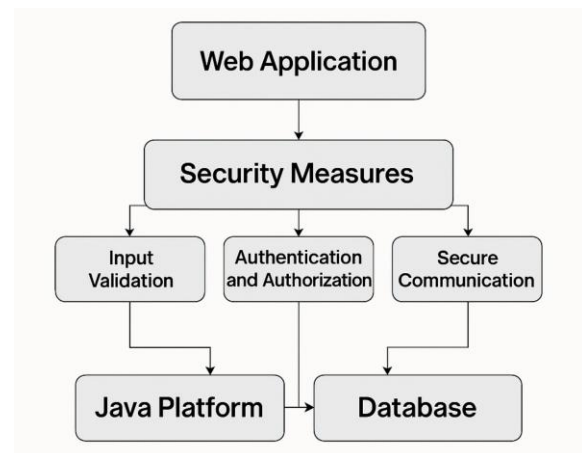 Web Application
Security Measures
Input
Validation
Authentication
and Authorization
Secure
Communication
Java Platform
Database